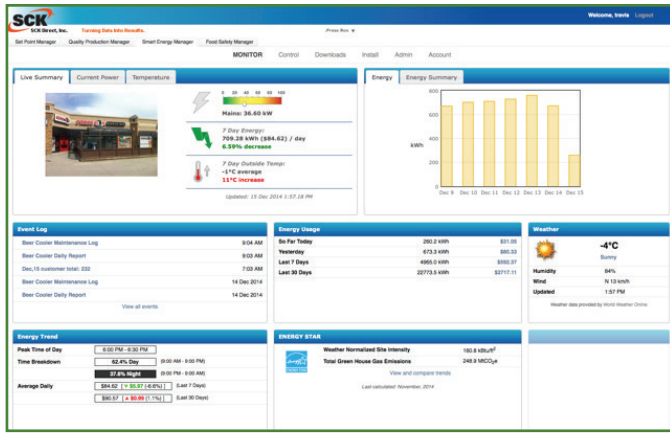 SCK
SCK Direct, Inc.
Turning Data Into Results.
Press Box
Welcome, travis Logout
Set Point Manager Quality Production Manager Smart Energy Manager Food Safety Manager
MONITOR Control Downloads Install Admin Account
Live Summary Current Power Temperature
0 20 40 60 80 100
Mains: 36.60 kW
7 Day Energy:
709.28 kWh ($84.62) / day
6.59% decrease
7 Day Outside Temp:
-1°C average
11°C increase
Updated: 15 Dec 2014 1:57:18 PM
Energy Energy Summary
800
600
kWh
400
200
0
Dec 9 Dec 10 Dec 11 Dec 12 Dec 13 Dec 14 Dec 15
Event Log
Beer Cooler Maintenance Log 9:04 AM
Beer Cooler Daily Report 9:03 AM
Dec,15 customer total: 232 7:03 AM
Beer Cooler Maintenance Log 14 Dec 2014
Beer Cooler Daily Report 14 Dec 2014
View all events
Energy Usage
So Far Today 260.2 kWh
Yesterday 673.3 kWh
Last 7 Days 4965.0 kWh
Last 30 Days 22773.5 kWh $2717.11
Weather
-4°C
Sunny
Humidity 84%
Wind N 13 km/h
Updated 1:57 PM
Weather data provided by World Weather Online
Energy Trend
Peak Time of Day 6:00 PM - 6:30 PM
Time Breakdown 62.4% Day (9:00 AM - 9:00 PM)
37.6% Night (9:00 PM - 9:00 AM)
Average Daily $84.62 [ ▼ $5.97 (-6.6%) ] (Last 7 Days)
$90.57 [ ▲ (1.1%) ] (Last 30 Days)
ENERGY STAR
Weather Normalized Site Intensity 160.8 kBtu/ft²
Total Green House Gas Emissions 248.9 MtCO₂e
View and compare trends
Last calculated: November, 2014